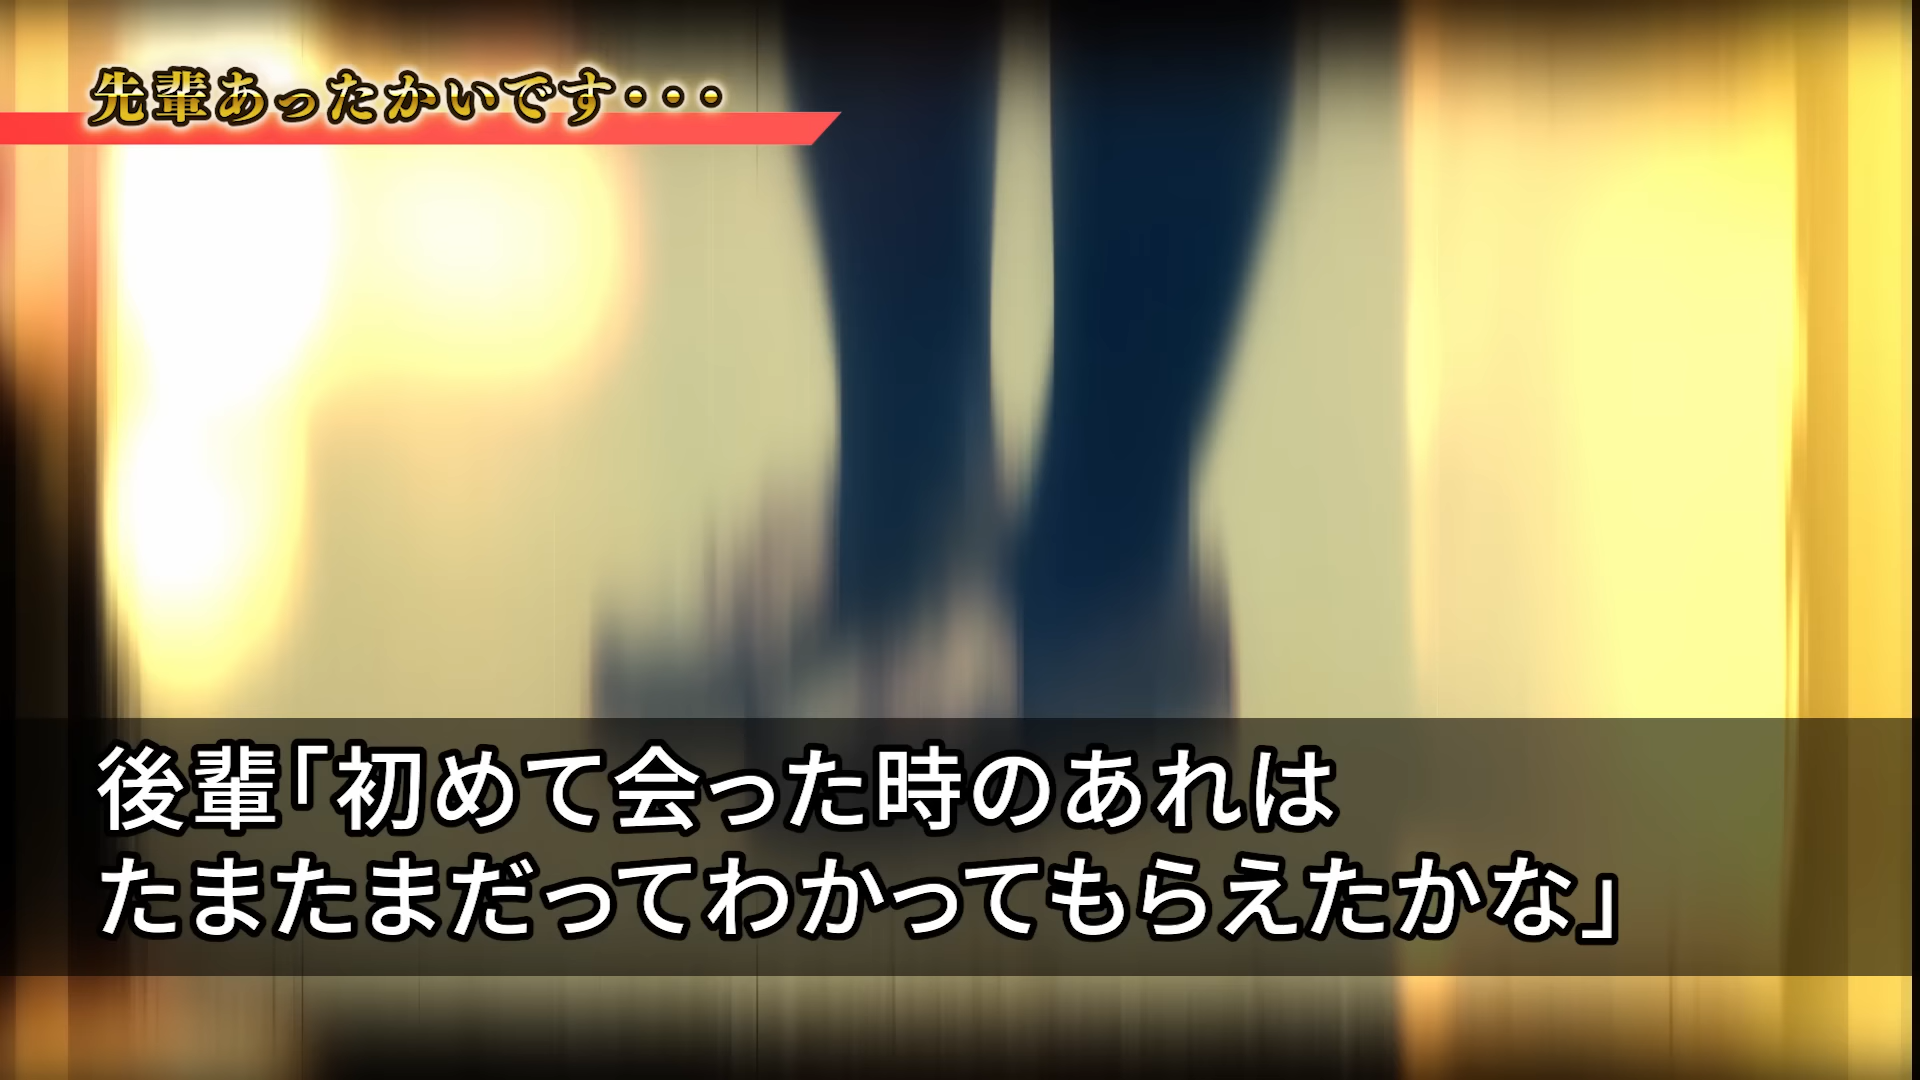 先輩あったかいです・・・
後輩「初めて会った時のあれは
たまたまだってわかってもらえたかな」